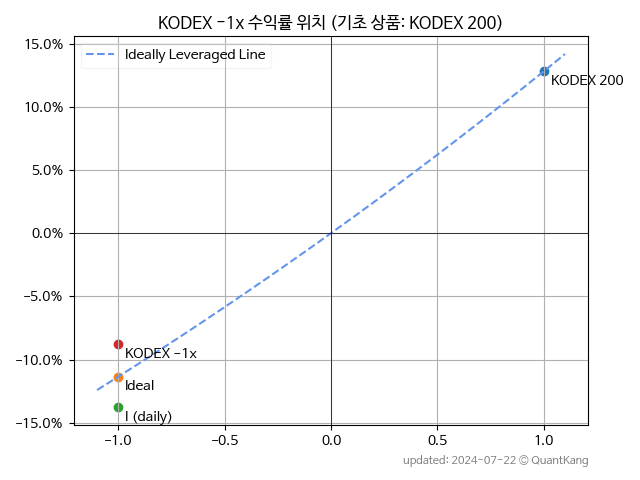 KODEX -1x 수익률 위치 (기초 상품: KODEX 200)
15.0%
Ideally Leveraged Line
KODEX 200
10.0%
5.0%
0.0%
-5.0%
KODEX -1x
-10.0%
Ideal
I (daily)
-15.0%
-1.0 -0.5 0.0 0.5 1.0
updated: 2024-07-22 © QuantKang